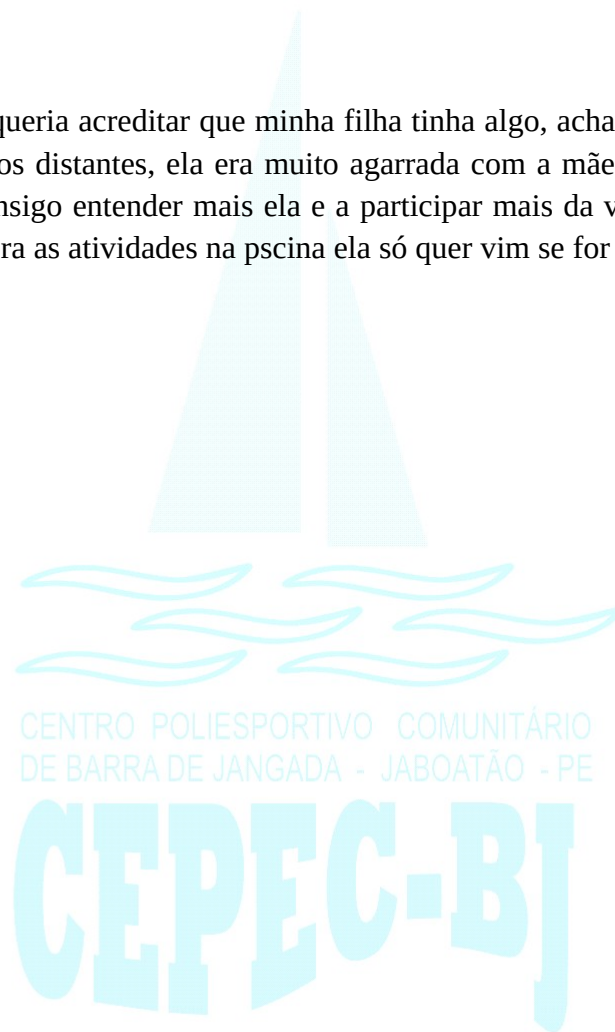 queria acreditar que minha filha tinha algo, acha
os distantes, ela era muito agarrada com a mãe
nsigo entender mais ela e a participar mais da v
ra as atividades na pscina ela só quer vim se for
CENTRO POLIESPORTIVO COMUNITÁRIO
DE BARRA DE JANGADA - JABOATÃO - PE
CEPEC-BJ